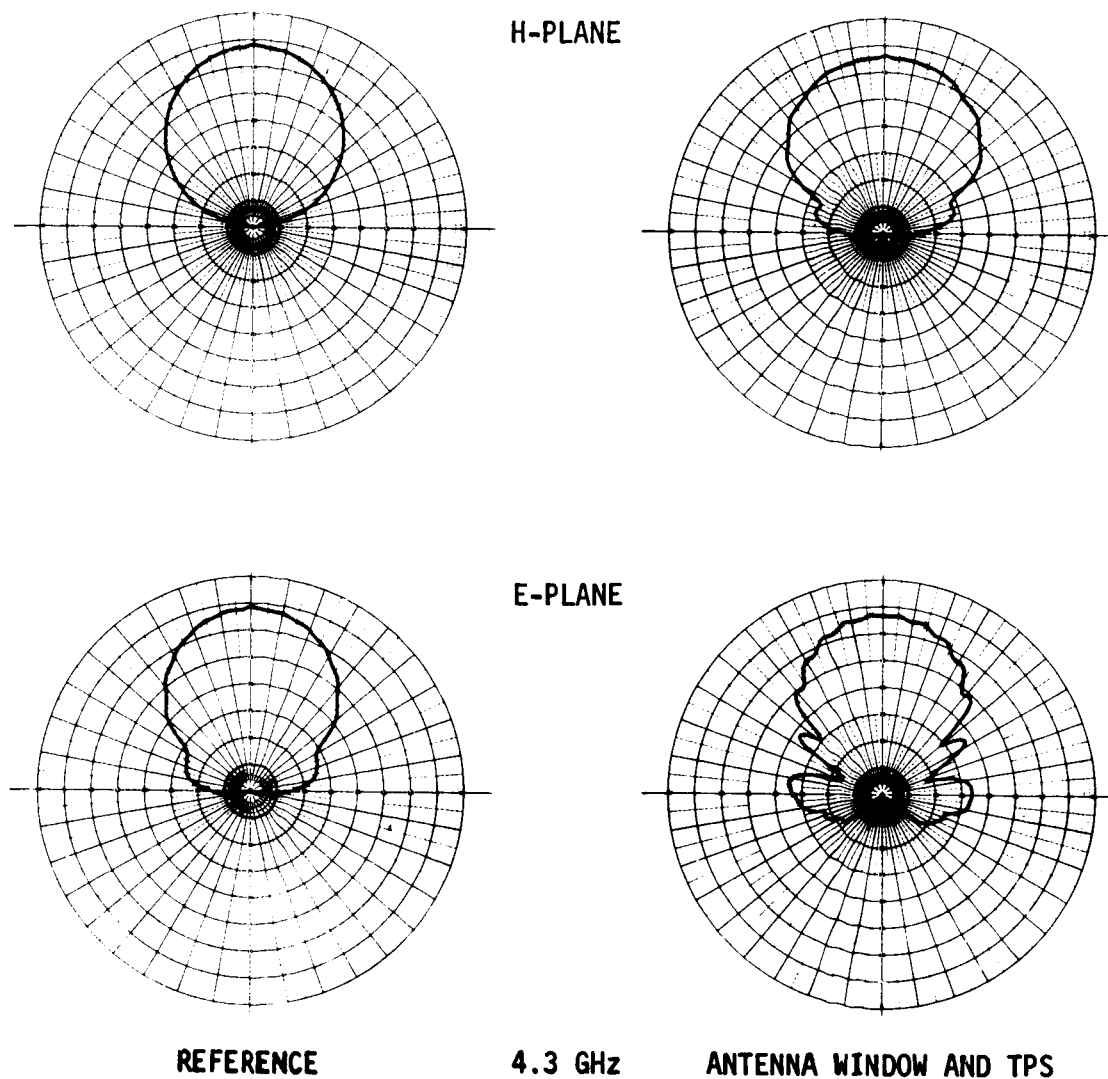 H-PLANE
E-PLANE
REFERENCE
4.3 GHz
ANTENNA WINDOW AND TPS